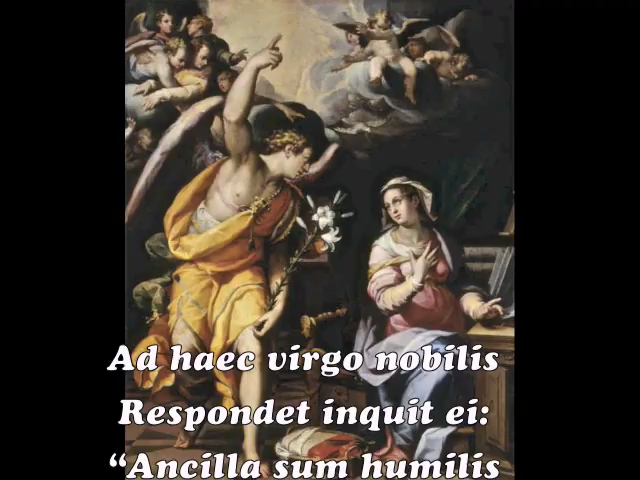 Ad haec virgo nobilis
Respondet inquit ei:
“Ancilla sum humilis